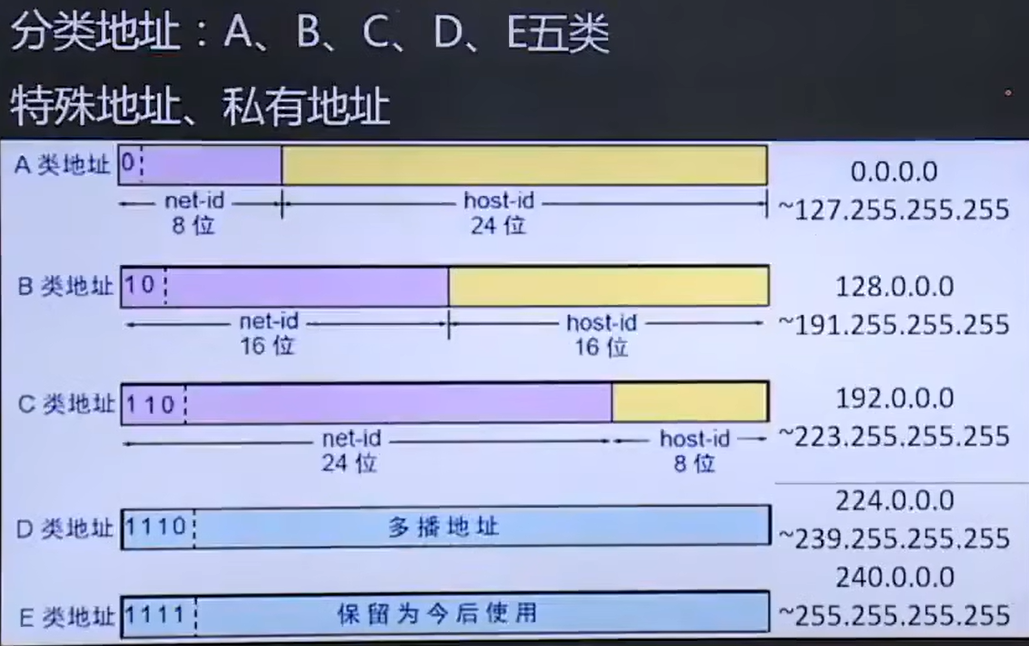 分类地址：A、B、C、D、E五类
特殊地址、私有地址
A 类地址 0 0.0.0.0
net-id host-id ~127.255.255.255
8 位 24 位
B 类地址 1 0 128.0.0.0
net-id host-id ~191.255.255.255
16 位 16 位
C 类地址 1 1 0 192.0.0.0
net-id host-id ~223.255.255.255
24 位 8 位
224.0.0.0
D 类地址 1110 多播地址 ~239.255.255.255
240.0.0.0
E 类地址 1111 保留为今后使用 ~255.255.255.255